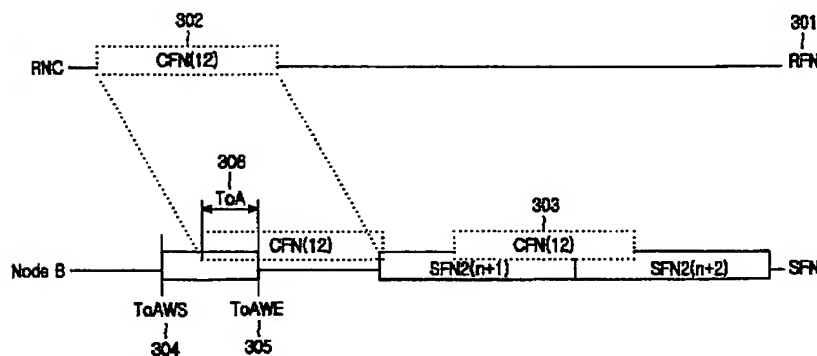 302
301
CFN(12)
RNC
RFN
306
ToA
303
CFN(12)
CFN(12)
Node B
SFN2(n+1)
SFN2(n+2)
SFN
ToAWS
ToAWE
304
305